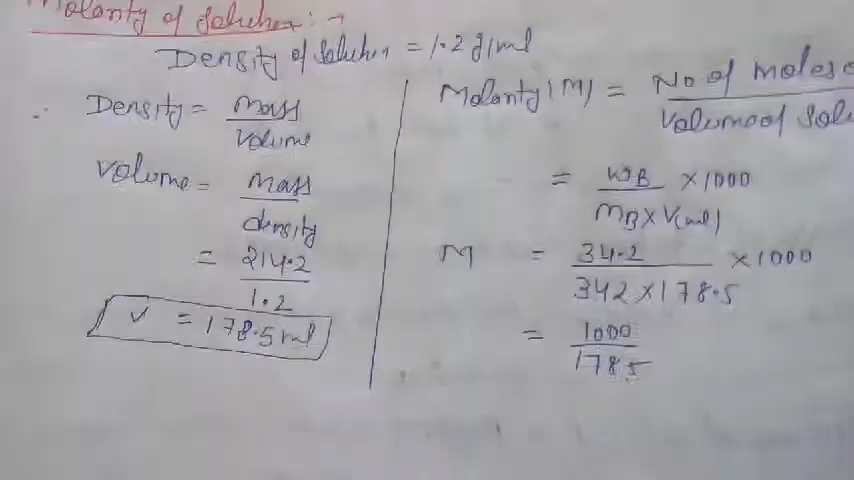 Molarity of solution :-
Density of solution = 1.2 g/ml
∴ Density = mass / volume
volume = mass / density
= 214.2 / 1.2
V = 178.5 ml
Molarity (M) = No of moles / Volume of Solu
= WB / MB x V(ml) x 1000
M = 34.2 / 342 x 178.5 x 1000
= 1000 / 1785